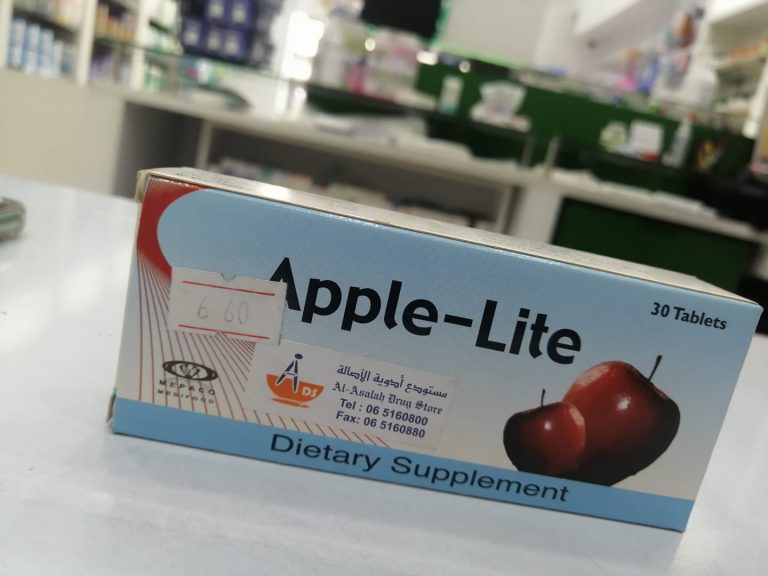 Apple-Lite
30 Tablets
6 60
MEPACO
MEDIFOOD
ADS
مستودع أدوية الأصالة
Al-Asalah Drug Store
Tel : 06 5160800
Fax: 06 5160880
Dietary Supplement